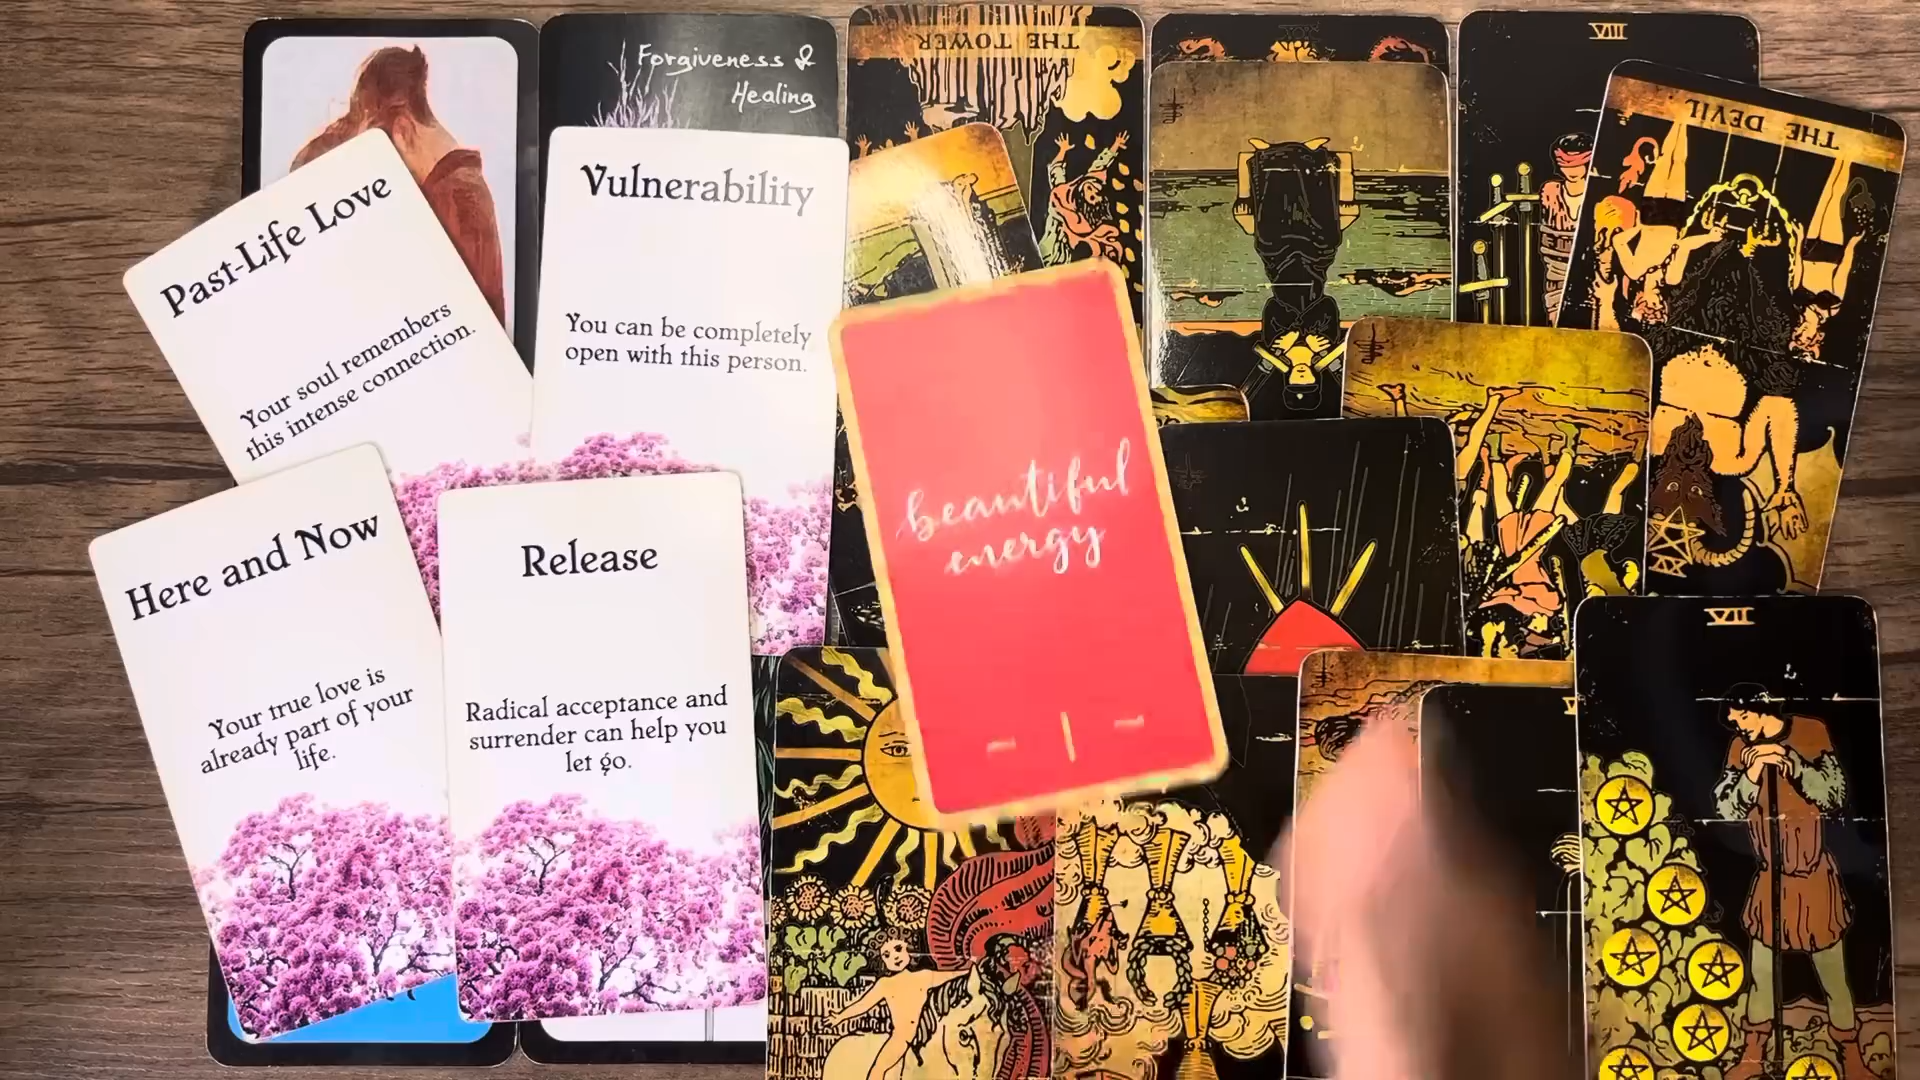 Forgiveness &
Healing
THE TOWER
XX
VIII
THE DEVIL
Past-Life Love
Your soul remembers
this intense connection.
Vulnerability
You can be completely
open with this person.
beautiful
energy
Here and Now
Your true love is
already part of your
life.
Release
Radical acceptance and
surrender can help you
let go.
VII